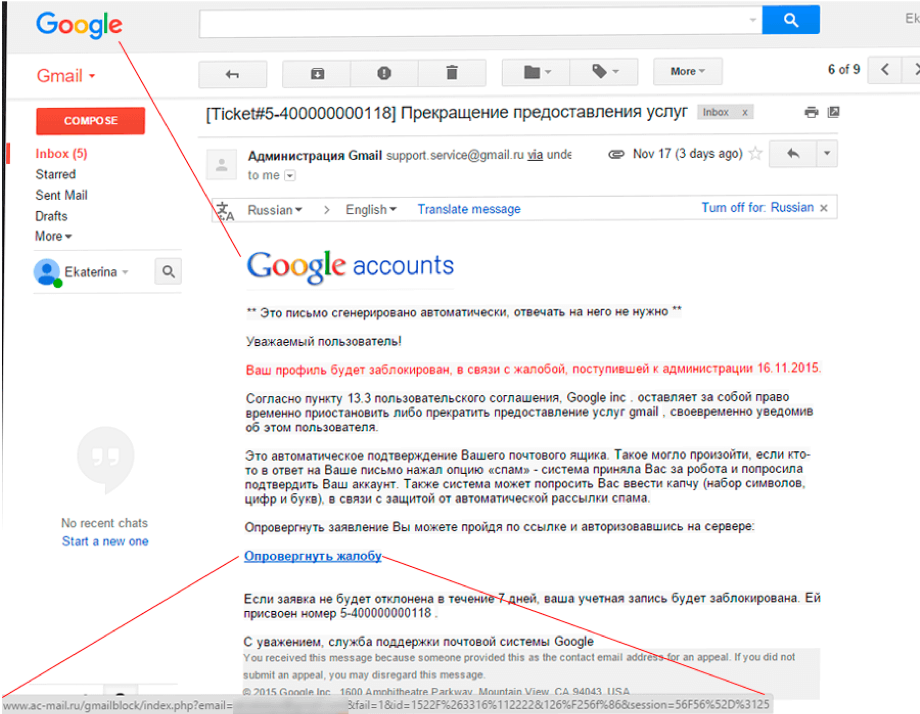 Google
Ek
Gmail
More
6 of 9
COMPOSE
[Ticket#5-400000000118] Прекращение предоставления услуг
Inbox x
Inbox (5)
Starred
Sent Mail
Drafts
More
Ekaterina
Администрация Gmail support.service@gmail.ru via unde
Nov 17 (3 days ago)
to me
Russian > English Translate message Turn off for: Russian x
Google accounts
** Это письмо сгенерировано автоматически, отвечать на него не нужно **
Уважаемый пользователь!
Ваш профиль будет заблокирован, в связи с жалобой, поступившей к администрации 16.11.2015.
Согласно пункту 13.3 пользовательского соглашения, Google inc . оставляет за собой право
временно приостановить либо прекратить предоставление услуг gmail , своевременно уведомив
об этом пользователя.
Это автоматическое подтверждение Вашего почтового ящика. Такое могло произойти, если кто-
то в ответ на Ваше письмо нажал опцию «спам» - система приняла Вас за робота и попросила
подтвердить Ваш аккаунт. Также система может попросить Вас ввести капчу (набор символов,
цифр и букв), в связи с защитой от автоматической рассылки спама.
No recent chats
Start a new one
Опровергнуть заявление Вы можете пройдя по ссылке и авторизовавшись на сервере:
Опровергнуть жалобу
Если заявка не будет отклонена в течение 7 дней, ваша учетная запись будет заблокирована. Ей
присвоен номер 5-400000000118 .
С уважением, служба поддержки почтовой системы Google
You received this message because someone provided this as the contact email address for an appeal. If you did not
submit an appeal, you may disregard this message.
© 2015 Google Inc., 1600 Amphitheatre Parkway, Mountain View, CA 94043, USA
www.ac-mail.ru/gmailblock/index.php?email= &fail=1&id=1522F%263316%112222&126%F256f%86&session=56F56%52D%3125